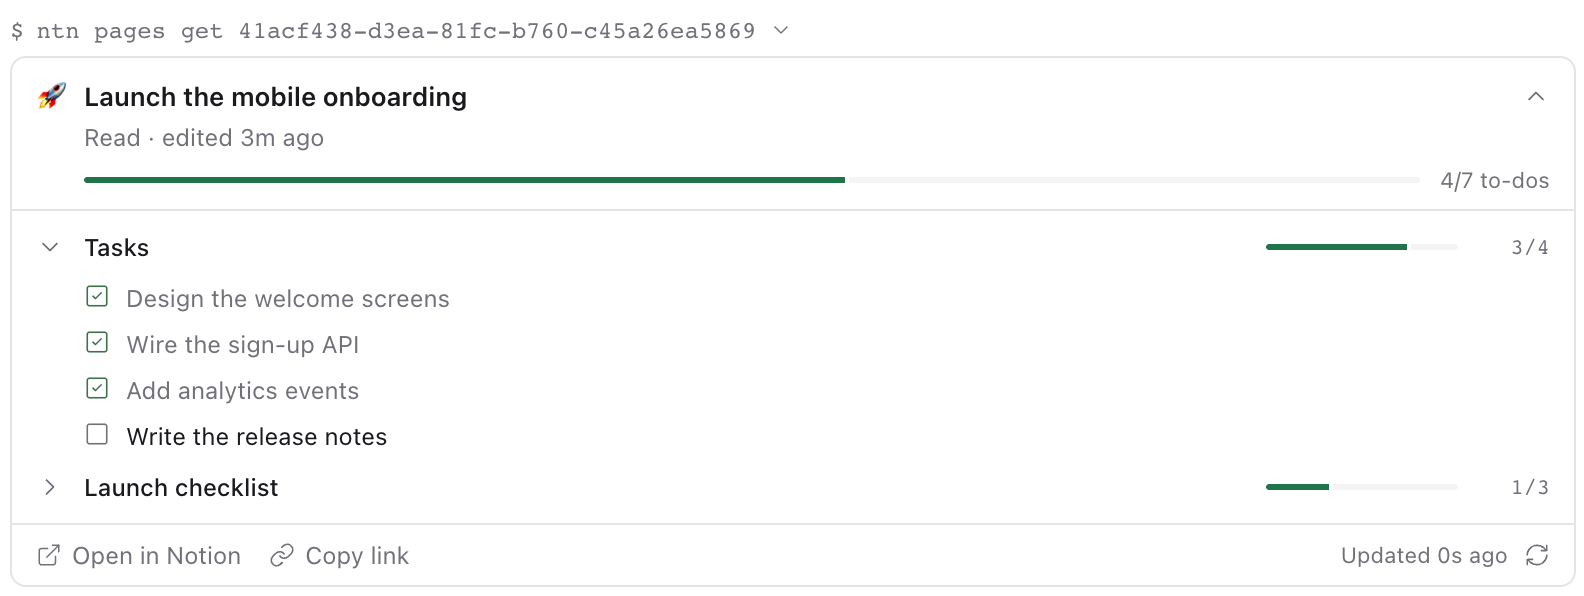 $ ntn pages get 41acf438-d3ea-81fc-b760-c45a26ea5869
Launch the mobile onboarding
Read · edited 3m ago
4/7 to-dos
Tasks
3/4
Design the welcome screens
Wire the sign-up API
Add analytics events
Write the release notes
Launch checklist
1/3
Open in Notion
Copy link
Updated 0s ago